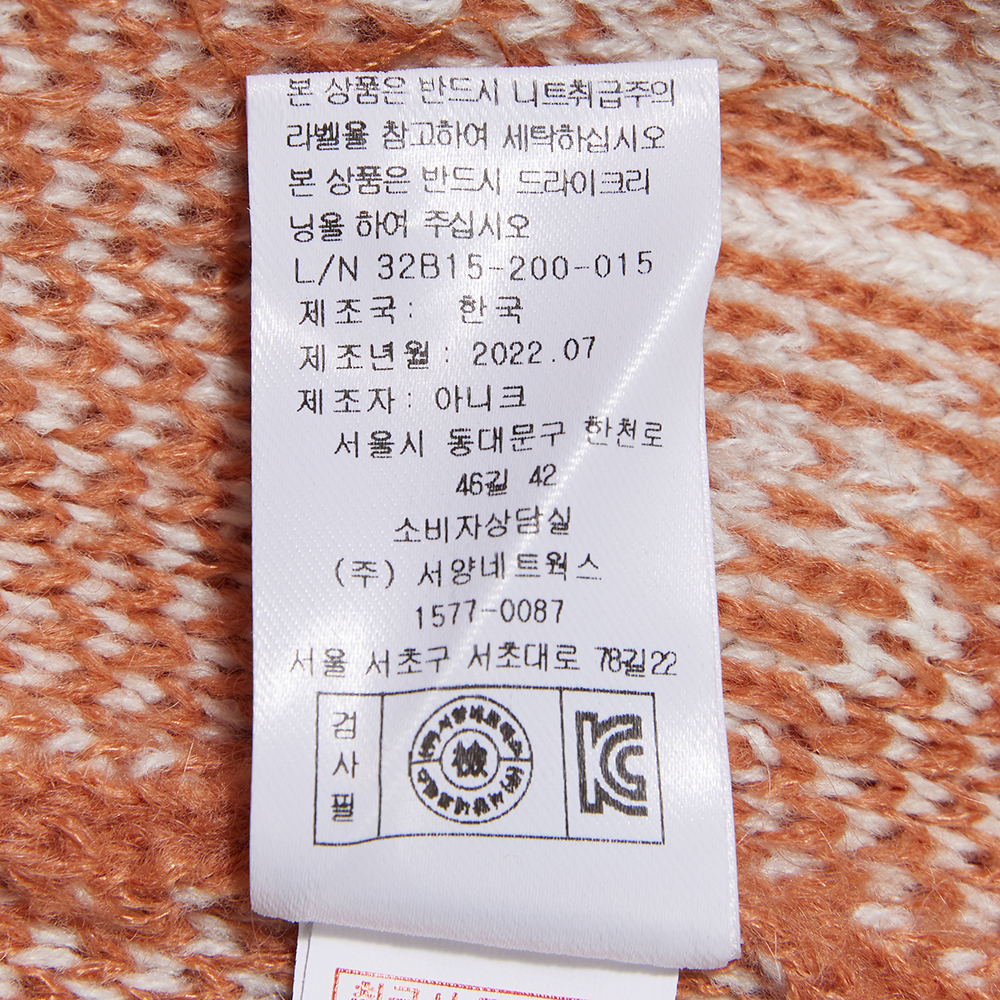 본 상품은 반드시 니트취급주의
라벨을 참고하여 세탁하십시오
본 상품은 반드시 드라이크리
닝을 하여 주십시오
L/N 32B15-200-015
제조국: 한국
제조년월: 2022.07
제조자: 아니크
서울시 동대문구 한천로
46길 42
소비자상담실
(주) 서양네트웍스
1577-0087
서울 서초구 서초대로 78길22
검
사
필
檢
KC